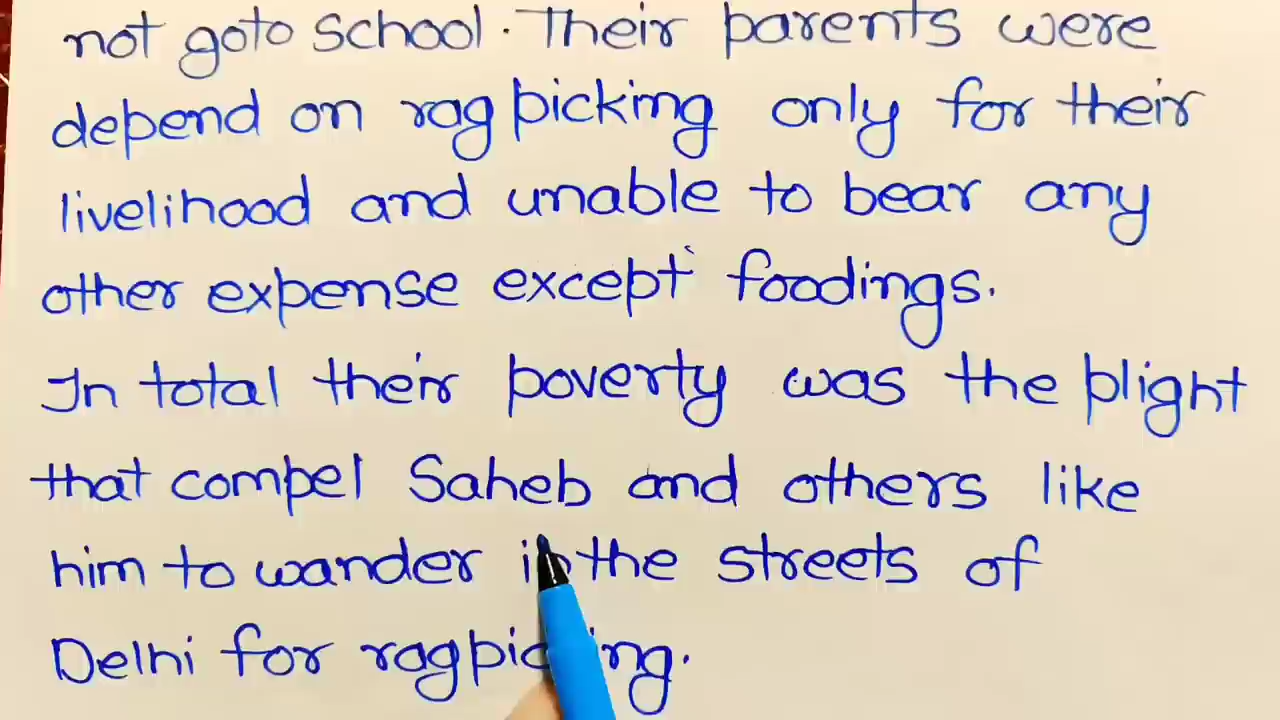 not goto school. Their parents were
depend on rag picking only for their
livelihood and unable to bear any
other expense except foodings.
In total their poverty was the plight
that compel Saheb and others like
him to wander in the streets of
Delhi for ragpicking.